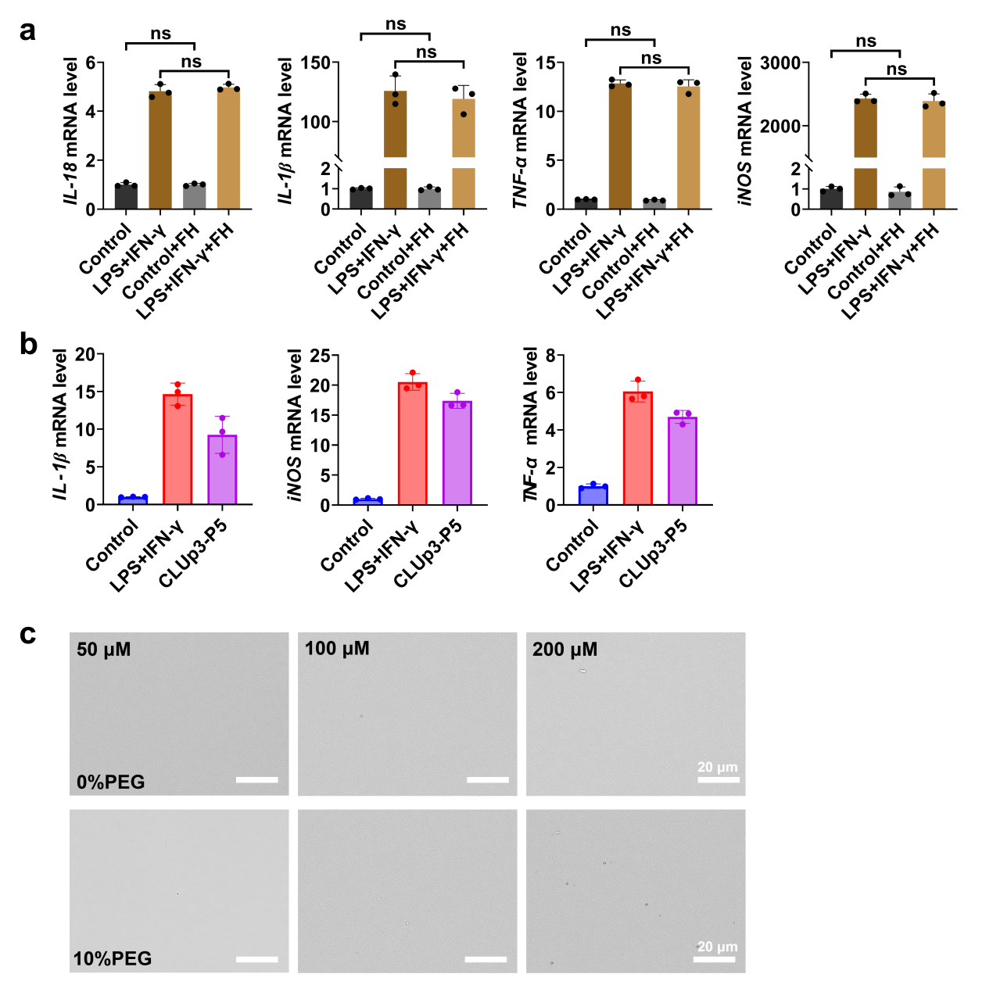 a
ns
ns
IL-18 mRNA level
6
4
2
0
Control
LPS+IFN-γ
Control+FH
LPS+IFN-γ+FH
ns
ns
IL-1β mRNA level
150
100
2
1
0
Control
LPS+IFN-γ
Control+FH
LPS+IFN-γ+FH
ns
ns
TNF-α mRNA level
15
10
5
0
Control
LPS+IFN-γ
Control+FH
LPS+IFN-γ+FH
ns
ns
iNOS mRNA level
3000
2000
2
1
0
Control
LPS+IFN-γ
Control+FH
LPS+IFN-γ+FH
b
IL-1β mRNA level
20
15
10
5
0
Control
LPS+IFN-γ
CLUp3-P5
iNOS mRNA level
25
20
15
10
5
0
Control
LPS+IFN-γ
CLUp3-P5
TNF-α mRNA level
8
6
4
2
0
Control
LPS+IFN-γ
CLUp3-P5
c
50 μM
100 μM
200 μM
0%PEG
20 μm
10%PEG
20 μm